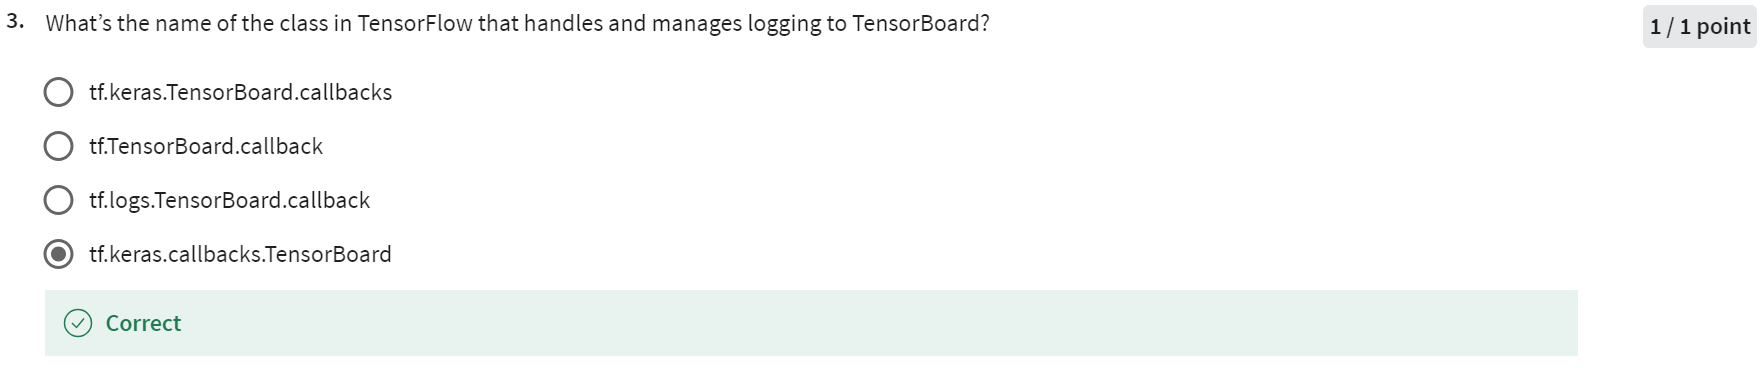 3. What’s the name of the class in TensorFlow that handles and manages logging to TensorBoard?
1 / 1 point
tf.keras.TensorBoard.callbacks
tf.TensorBoard.callback
tf.logs.TensorBoard.callback
tf.keras.callbacks.TensorBoard
Correct